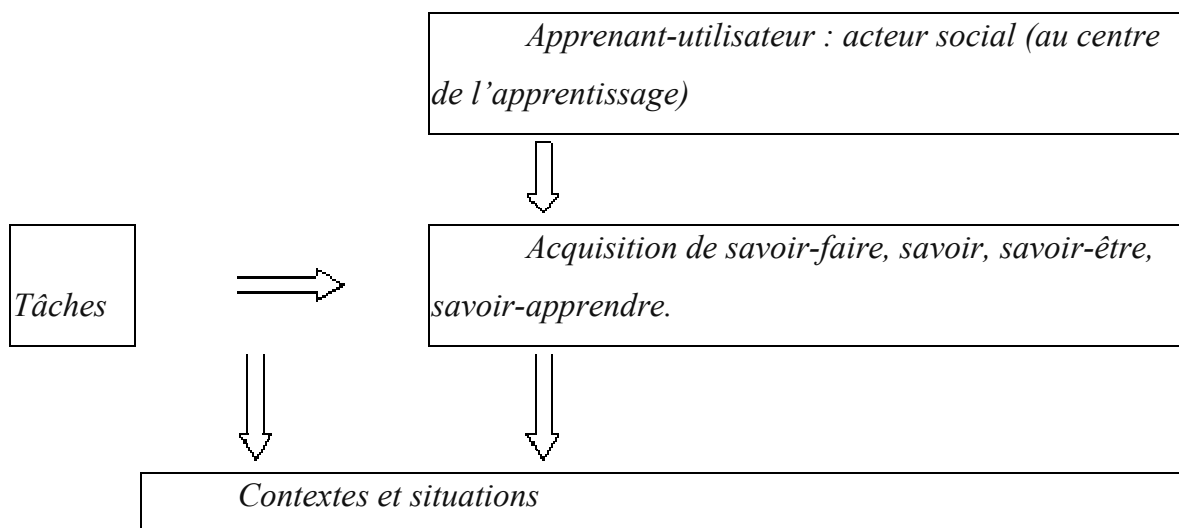 Apprenant-utilisateur : acteur social (au centre
de l’apprentissage)
Acquisition de savoir-faire, savoir, savoir-être,
savoir-apprendre.
Tâches
Contextes et situations